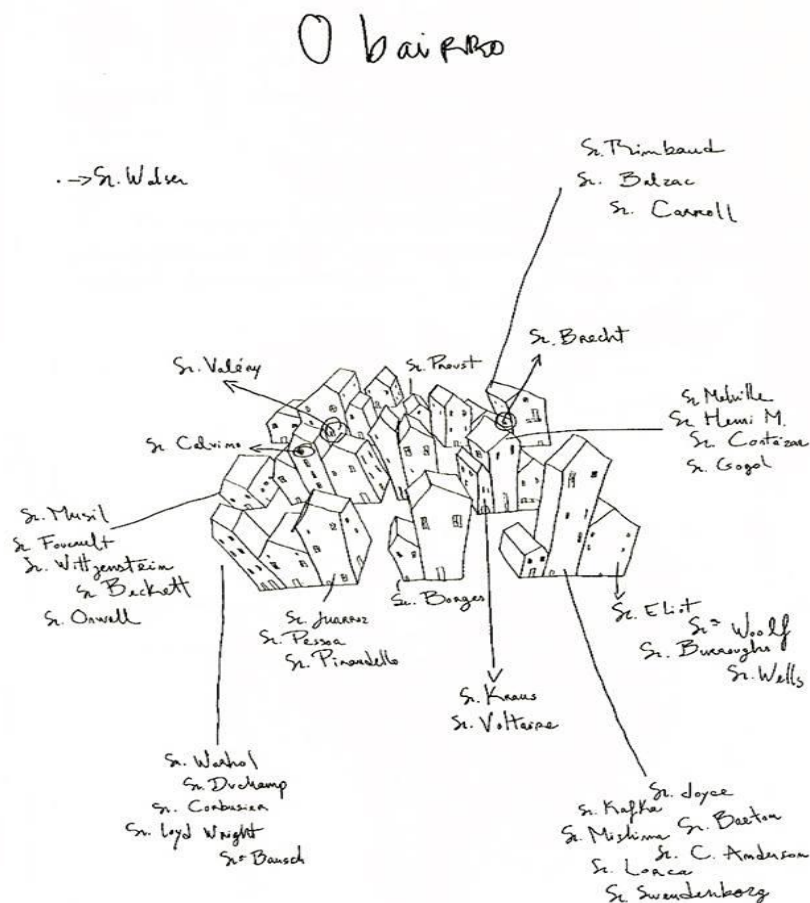 O bairro
Sr. Rimbaud
Sr. Balzac
Sr. Carroll
.-> Sr. Walser
Sr. Brecht
Sr. Valéry
Sr. Proust
Sr. Melville
Sr. Henri M.
Sr. Cortázar
Sr. Gogol
Sr. Calvino
Sr. Musil
Sr. Foucault
Sr. Wittgenstein
Sr. Beckett
Sr. Orwell
Sr. Juarroz
Sr. Pessoa
Sr. Pirandello
Sr. Borges
Sr. Eliot
Srª Woolf
Sr. Burroughs
Sr. Wells
Sr. Kraus
Sr. Voltaire
Sr. Warhol
Sr. Duchamp
Sr. Corbusier
Sr. Loyd Wright
Srª Bausch
Sr. Joyce
Sr. Kafka
Sr. Mishima Sr. Breton
Sr. C. Anderson
Sr. Lorca
Sr. Swendenborg